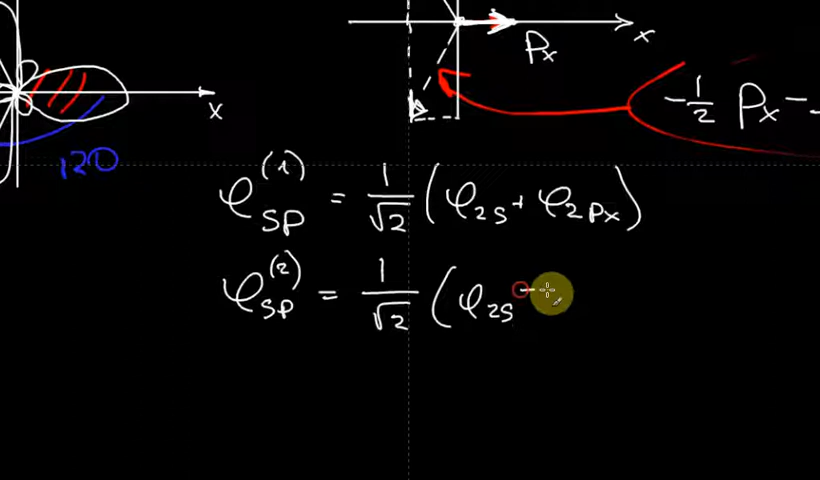 x
Px
x
120
-1/2 Px -
φsp^(1) = 1/√2 (φ2s + φ2Px)
φsp^(2) = 1/√2 (φ2s -